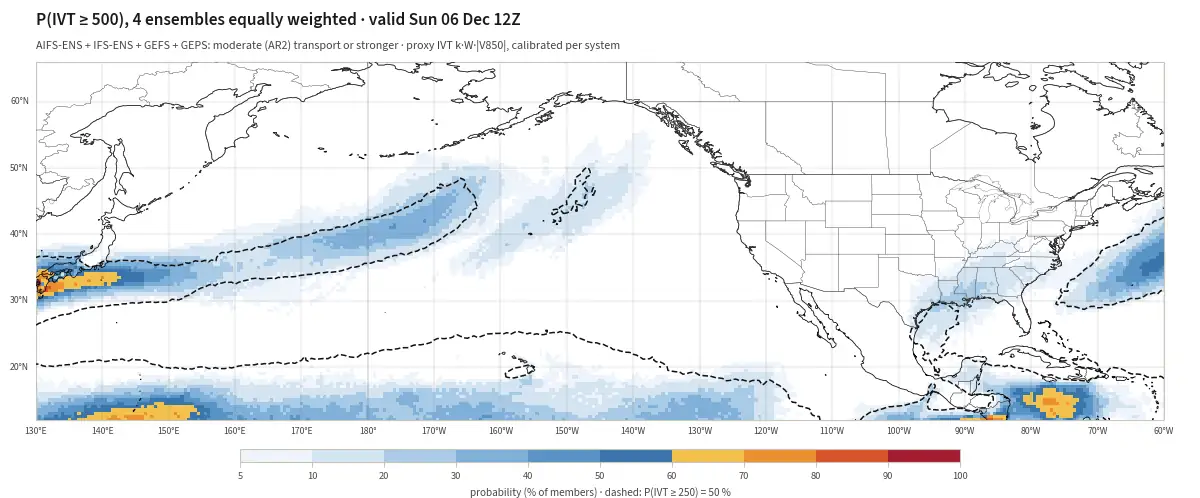 P(IVT ≥ 500), 4 ensembles equally weighted · valid Sun 06 Dec 12Z
AIFS-ENS + IFS-ENS + GEFS + GEPS: moderate (AR2) transport or stronger · proxy IVT k·W·|V850|, calibrated per system
60°N
50°N
40°N
30°N
20°N
130°E 140°E 150°E 160°E 170°E 180° 170°W 160°W 150°W 140°W 130°W 120°W 110°W 100°W 90°W 80°W 70°W 60°W
5 10 20 30 40 50 60 70 80 90 100
probability (% of members) · dashed: P(IVT ≥ 250) = 50 %